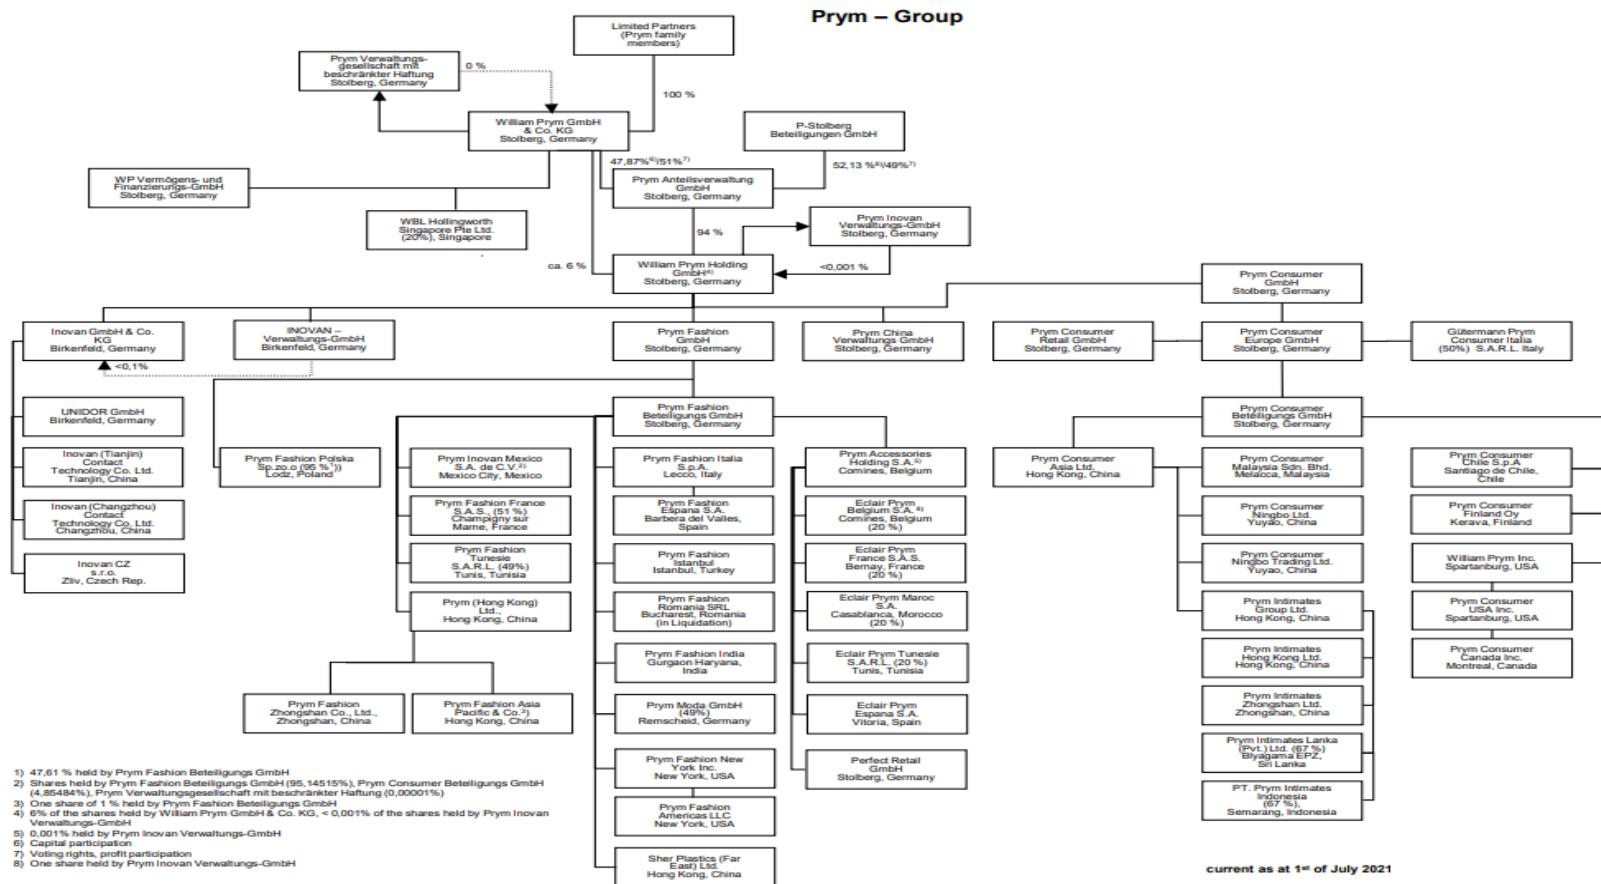 Prym – Group
Limited Partners
(Prym family
members)
Prym Verwaltungs-
gesellschaft mit
beschränkter Haftung
Stolberg, Germany
0 %
100 %
William Prym GmbH
& Co. KG
Stolberg, Germany
P-Stolberg
Beteiligungen GmbH
47,87%⁶⁾/51%⁷⁾
52,13 %⁶⁾/49%⁷⁾
WP Vermögens- und
Finanzierungs-GmbH
Stolberg, Germany
Prym Anteilsverwaltung
GmbH
Stolberg, Germany
WBL Hollingworth
Singapore Pte Ltd.
(20%), Singapore
Prym Inovan
Verwaltungs-GmbH
Stolberg, Germany
94 %
ca. 6 %
<0,001 %
William Prym Holding
GmbH⁴⁾
Stolberg, Germany
Prym Consumer
GmbH
Stolberg, Germany
Inovan GmbH & Co.
KG
Birkenfeld, Germany
INOVAN –
Verwaltungs-GmbH
Birkenfeld, Germany
<0,1%
Prym Fashion
GmbH
Stolberg, Germany
Prym China
Verwaltungs GmbH
Stolberg, Germany
Prym Consumer
Retail GmbH
Stolberg, Germany
Prym Consumer
Europe GmbH
Stolberg, Germany
Gütermann Prym
Consumer Italia
(50%) S.A.R.L. Italy
UNIDOR GmbH
Birkenfeld, Germany
Prym Fashion
Beteiligungs GmbH
Stolberg, Germany
Prym Consumer
Beteiligungs GmbH
Stolberg, Germany
Inovan (Tianjin)
Contact
Technology Co. Ltd.
Tianjin, China
Inovan (Changzhou)
Contact
Technology Co. Ltd.
Changzhou, China
Inovan CZ
s.r.o.
Zliv, Czech Rep.
Prym Fashion Polska
Sp.zo.o (95 %¹⁾)
Lodz, Poland
Prym Inovan Mexico
S.A. de C.V.²⁾
Mexico City, Mexico
Prym Fashion France
S.A.S., (51 %)
Champigny sur
Marne, France
Prym Fashion
Tunesie
S.A.R.L. (49%)
Tunis, Tunisia
Prym (Hong Kong)
Ltd.,
Hong Kong, China
Prym Fashion
Zhongshan Co., Ltd.,
Zhongshan, China
Prym Fashion Asia
Pacific & Co.³⁾
Hong Kong, China
Prym Fashion Italia
S.p.A.
Lecco, Italy
Prym Fashion
Espana S.A.
Barbera del Valles,
Spain
Prym Fashion
Istanbul
Istanbul, Turkey
Prym Fashion
Romania SRL
Bucharest, Romania
(in Liquidation)
Prym Fashion India
Gurgaon Haryana,
India
Prym Moda GmbH
(49%)
Remscheid, Germany
Prym Fashion New
York Inc.
New York, USA
Prym Fashion
Americas LLC
New York, USA
Sher Plastics (Far
East) Ltd.
Hong Kong, China
Prym Accessories
Holding S.A.⁵⁾
Comines, Belgium
Eclair Prym
Belgium S.A. ⁸⁾
Comines, Belgium
(20 %)
Eclair Prym
France S.A.S.
Bernay, France
(20 %)
Eclair Prym Maroc
S.A.
Casablanca, Morocco
(20 %)
Eclair Prym Tunesie
S.A.R.L. (20 %)
Tunis, Tunisia
Eclair Prym
Espana S.A.
Vitoria, Spain
Perfect Retail
GmbH
Stolberg, Germany
Prym Consumer
Asia Ltd.
Hong Kong, China
Prym Consumer
Malaysia Sdn. Bhd.
Melacca, Malaysia
Prym Consumer
Ningbo Ltd.
Yuyao, China
Prym Consumer
Ningbo Trading Ltd.
Yuyao, China
Prym Intimates
Group Ltd.
Hong Kong, China
Prym Intimates
Hong Kong Ltd.
Hong Kong, China
Prym Intimates
Zhongshan Ltd.
Zhongshan, China
Prym Intimates Lanka
(Pvt.) Ltd. (67 %)
Biyagama EPZ,
Sri Lanka
PT. Prym Intimates
Indonesia
(67 %),
Semarang, Indonesia
Prym Consumer
Chile S.p.A
Santiago de Chile,
Chile
Prym Consumer
Finland Oy
Kerava, Finland
William Prym Inc.
Spartanburg, USA
Prym Consumer
USA Inc.
Spartanburg, USA
Prym Consumer
Canada Inc.
Montreal, Canada
1) 47,61 % held by Prym Fashion Beteiligungs GmbH
2) Shares held by Prym Fashion Beteiligungs GmbH (95,14515%), Prym Consumer Beteiligungs GmbH
(4,85484%), Prym Verwaltungsgesellschaft mit beschränkter Haftung (0,00001%)
3) One share of 1 % held by Prym Fashion Beteiligungs GmbH
4) 6% of the shares held by William Prym GmbH & Co. KG, < 0,001% of the shares held by Prym Inovan
Verwaltungs-GmbH
5) 0,001% held by Prym Inovan Verwaltungs-GmbH
6) Capital participation
7) Voting rights, profit participation
8) One share held by Prym Inovan Verwaltungs-GmbH
current as at 1st of July 2021